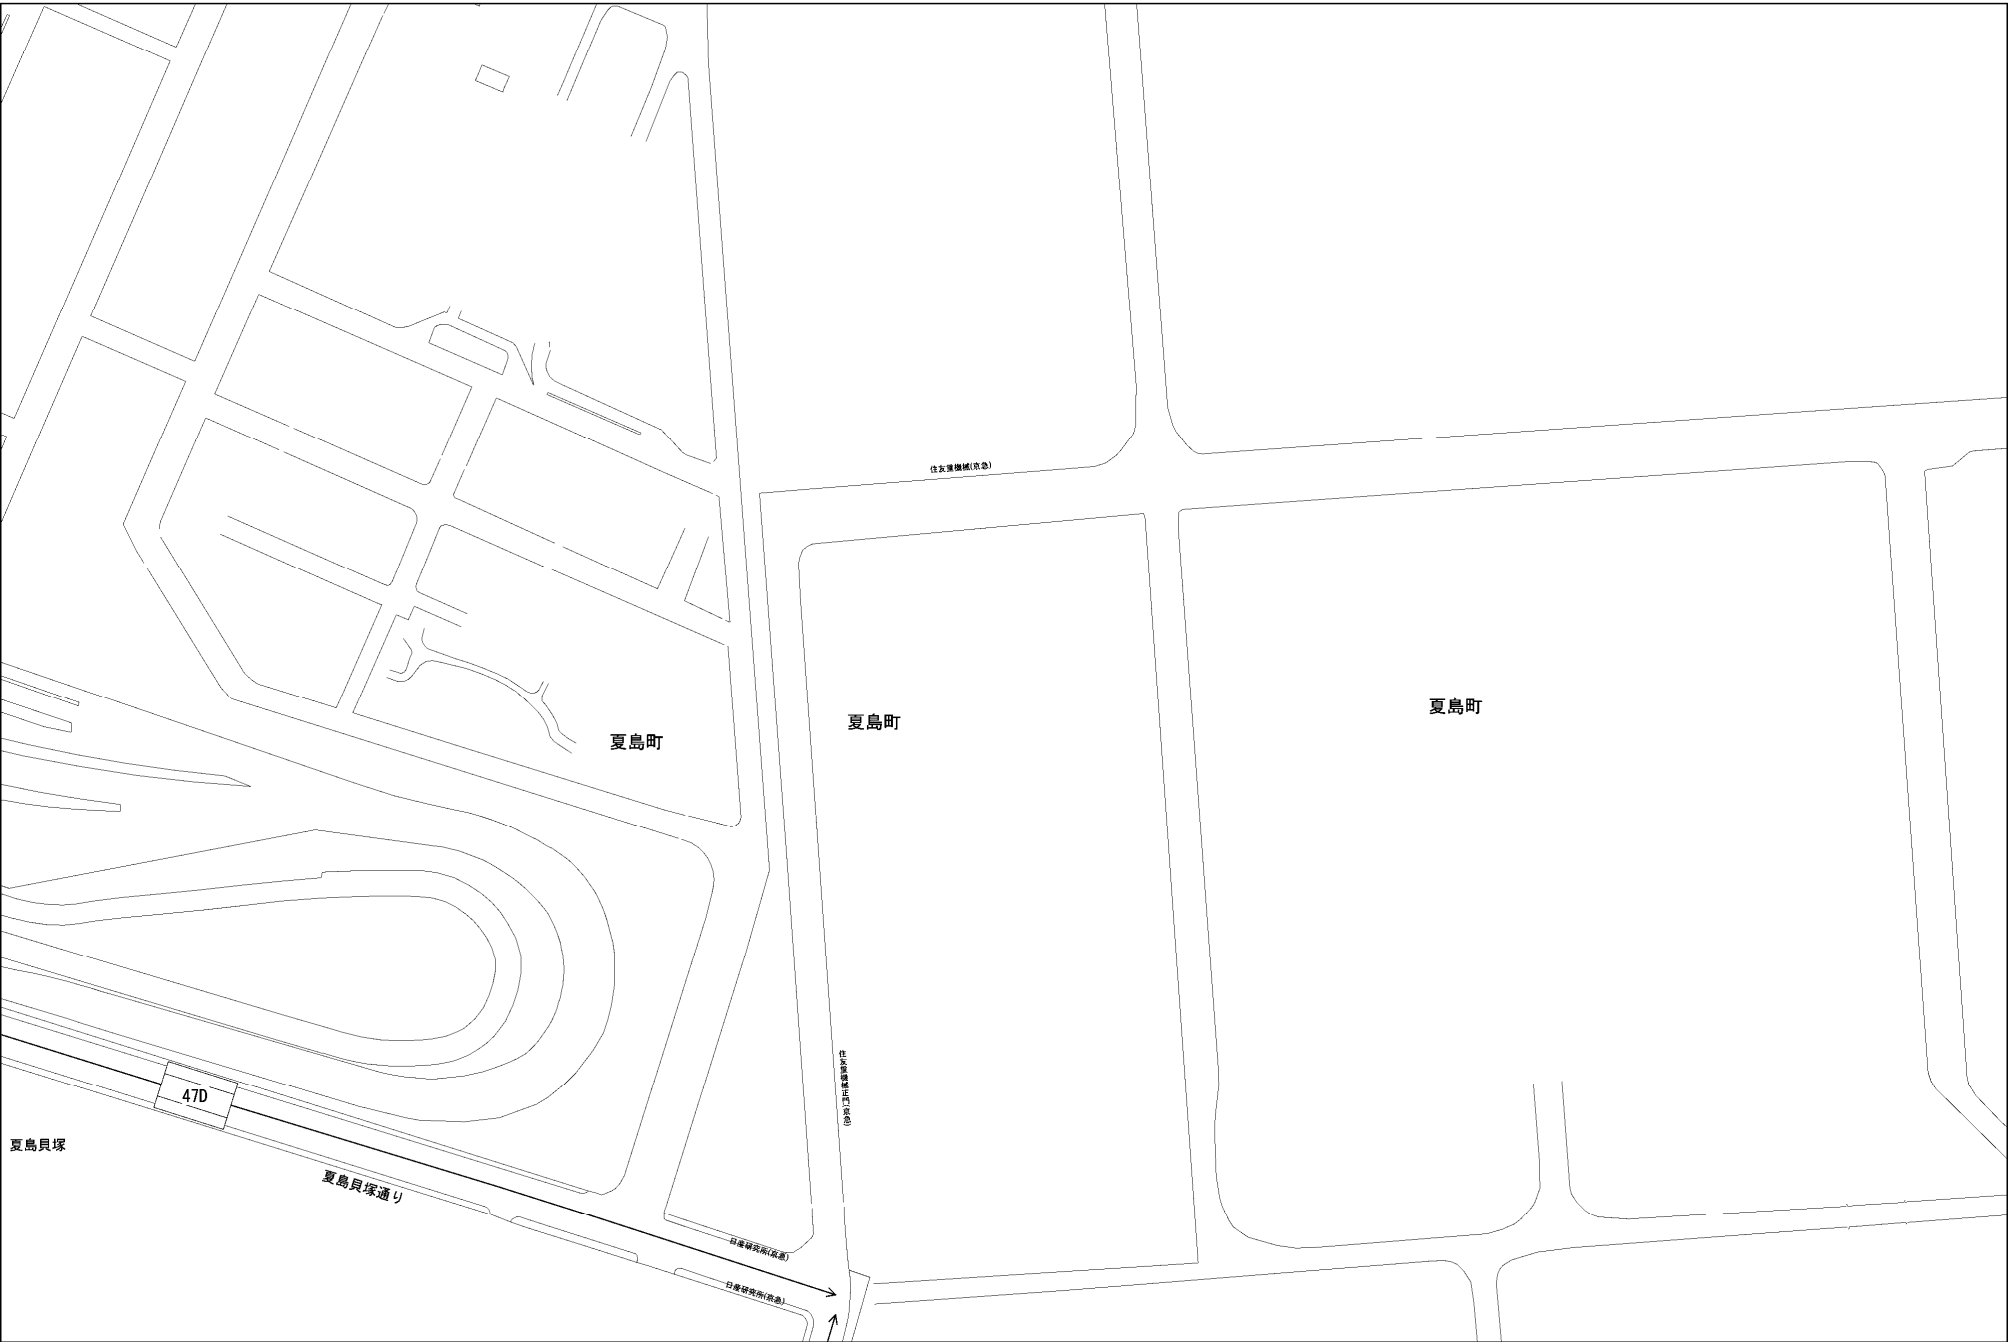 住友重機械(京急)
夏島町
夏島町
夏島町
住友重機械正門(京急)
47D
夏島貝塚
夏島貝塚通り
日産研究所(京急)
日産研究所(京急)